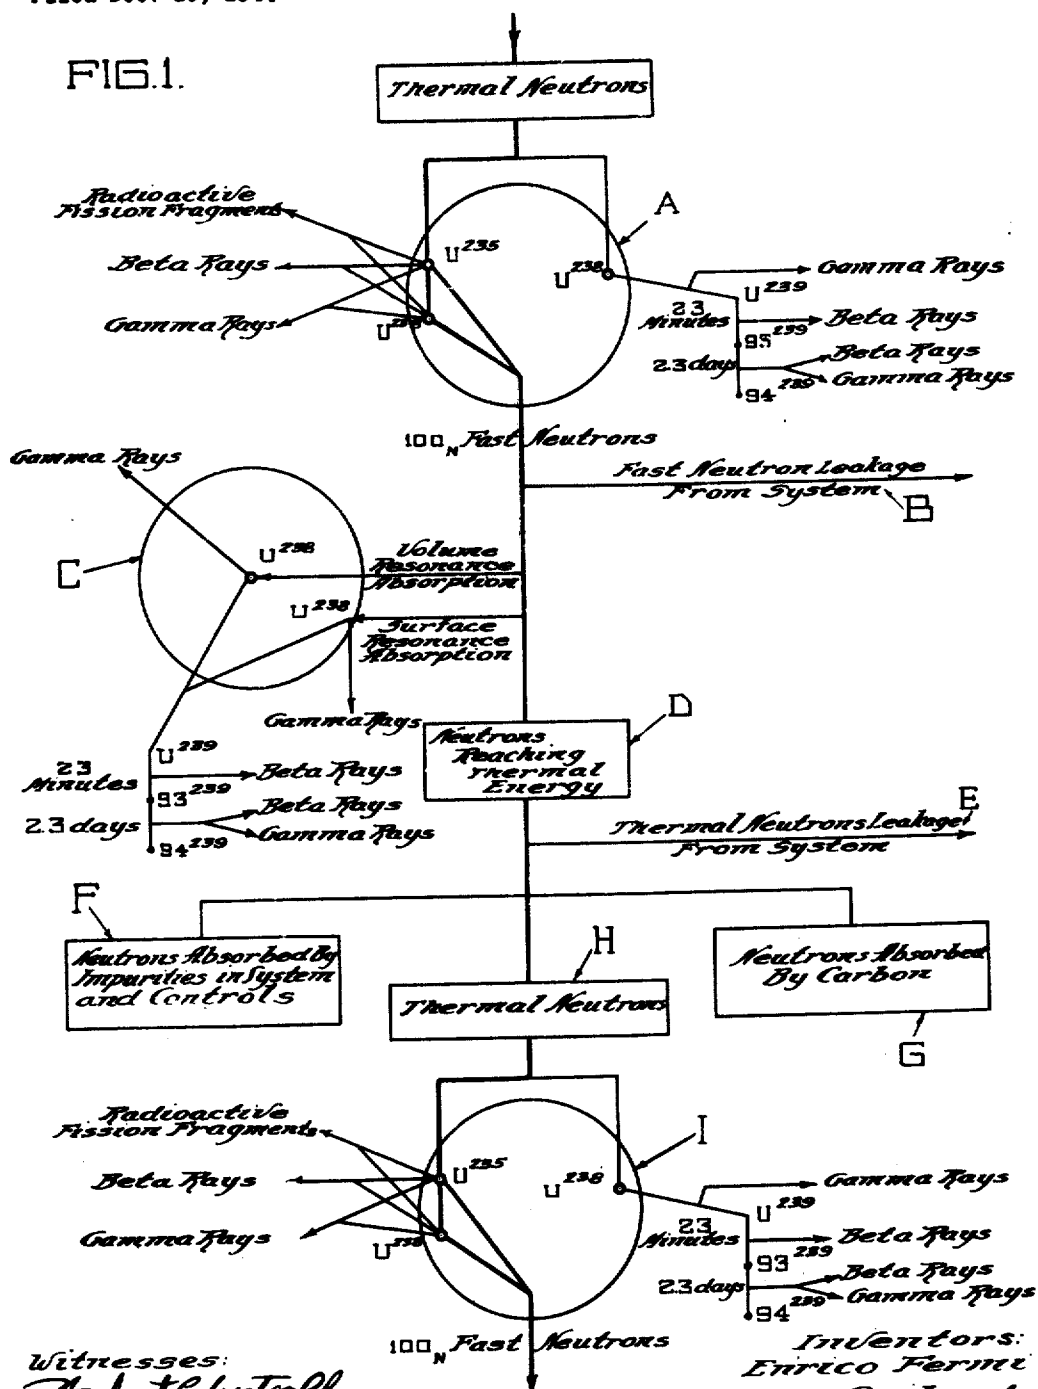 FIG.1.
Thermal Neutrons
Radioactive
Fission Fragments
Beta Rays
Gamma Rays
U235
U238
A
U238
Gamma Rays
U239
23
Minutes
Beta Rays
93239
2.3 days
Beta Rays
Gamma Rays
94239
100N Fast Neutrons
Fast Neutron Leakage
From System
B
Gamma Rays
C
U238
Volume
Resonance
Absorption
U238
Surface
Resonance
Absorption
Gamma Rays
U239
23
Minutes
Beta Rays
93239
2.3 days
Beta Rays
Gamma Rays
94239
D
Neutrons
Reaching
Thermal
Energy
E
Thermal Neutrons Leakage
From System
F
Neutrons Absorbed By
Impurities in System
and Controls
H
Thermal Neutrons
Neutrons Absorbed
By Carbon
G
Radioactive
Fission Fragments
Beta Rays
Gamma Rays
U235
U238
I
U238
Gamma Rays
U239
23
Minutes
Beta Rays
93239
2.3 days
Beta Rays
Gamma Rays
94239
100N Fast Neutrons
Witnesses:
Inventors:
Enrico Fermi